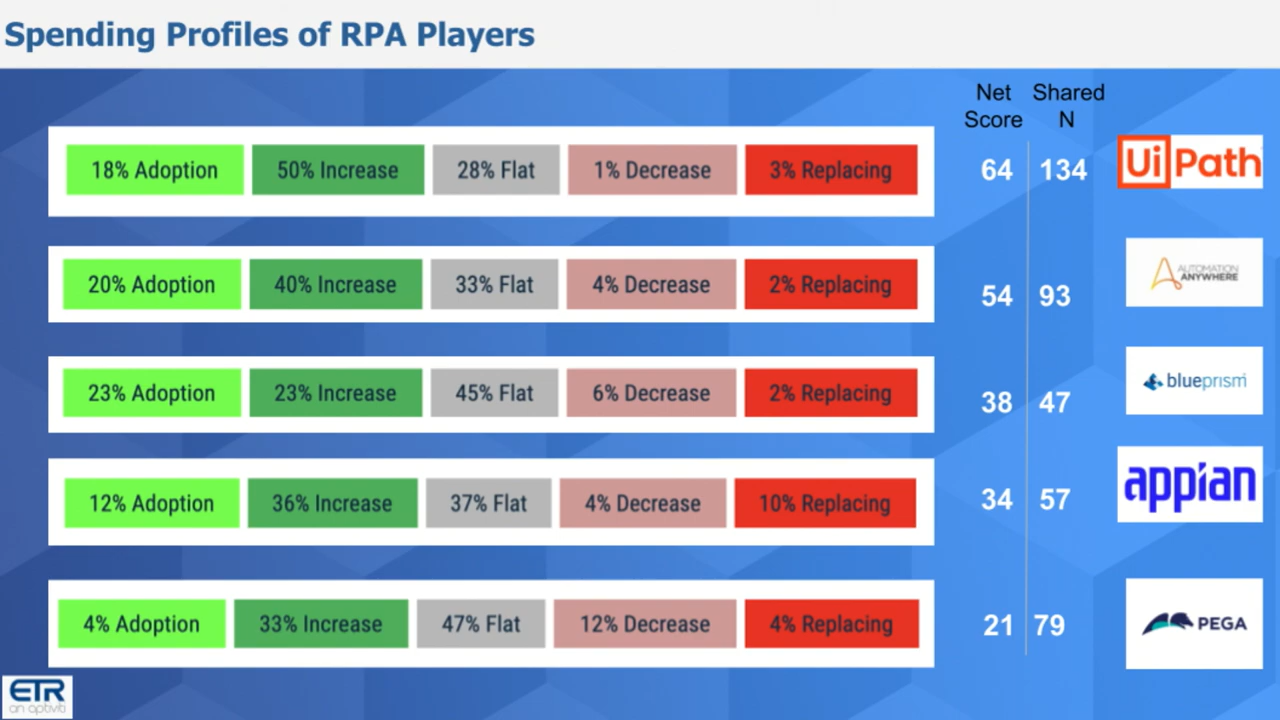 Spending Profiles of RPA Players
Net Shared
Score N
18% Adoption 50% Increase 28% Flat 1% Decrease 3% Replacing 64 134 UiPath
20% Adoption 40% Increase 33% Flat 4% Decrease 2% Replacing 54 93 AUTOMATION
ANYWHERE
23% Adoption 23% Increase 45% Flat 6% Decrease 2% Replacing 38 47 blueprism
12% Adoption 36% Increase 37% Flat 4% Decrease 10% Replacing 34 57 appian
4% Adoption 33% Increase 47% Flat 12% Decrease 4% Replacing 21 79 PEGA
ETR
an aptiviti